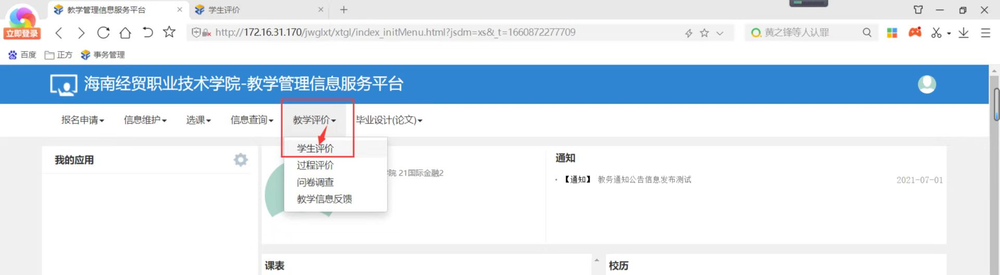 教学管理信息服务平台
学生评价
立即登录
http://172.16.31.170/jwglxt/xtgl/index_initMenu.html?jsdm=xs&_t=1660872277709
黄之锋等人认罪
百度 正方 事务管理
海南经贸职业技术学院-教学管理信息服务平台
报名申请 信息维护 选课 信息查询 教学评价 毕业设计(论文)
学生评价
过程评价
问卷调查
教学信息反馈
我的应用
院 21国际金融2
通知
【通知】 教务通知公告信息发布测试 2021-07-01
课表
校历